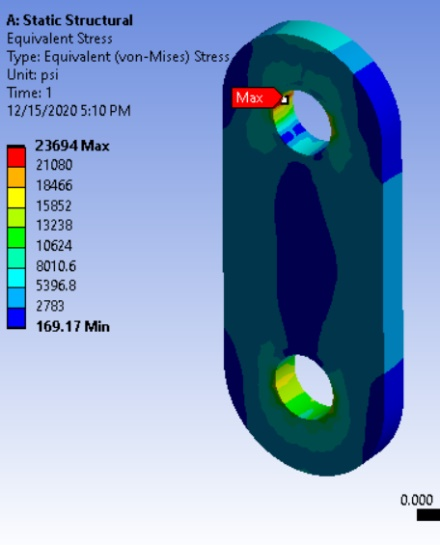 A: Static Structural
Equivalent Stress
Type: Equivalent (von-Mises) Stress
Unit: psi
Time: 1
12/15/2020 5:10 PM
Max
23694 Max
21080
18466
15852
13238
10624
8010.6
5396.8
2783
169.17 Min
0.000